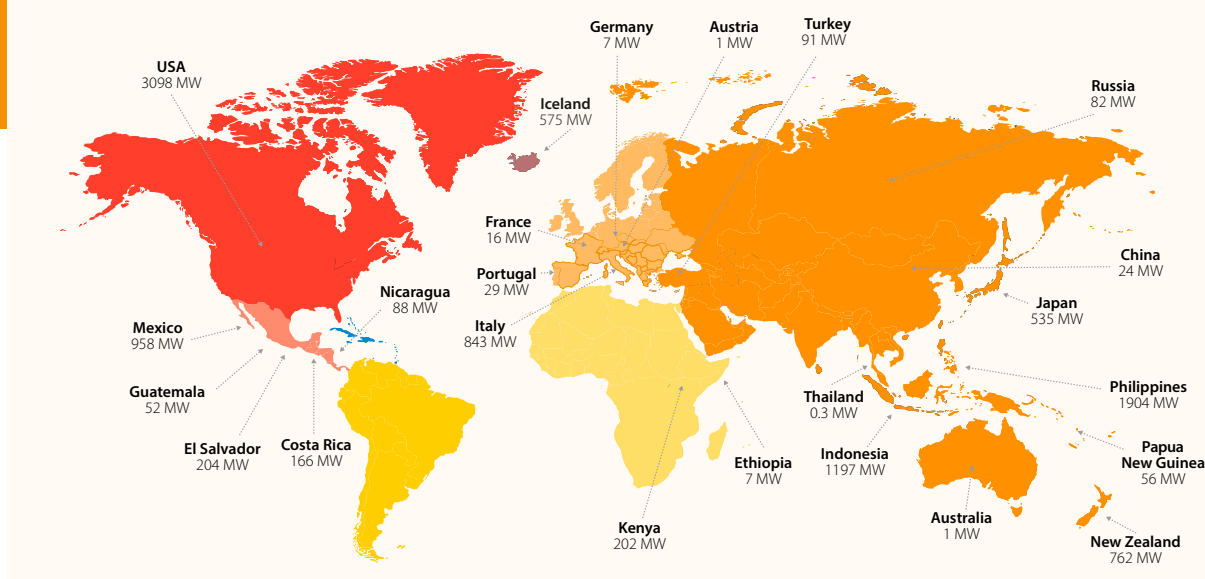 Germany
7 MW
Austria
1 MW
Turkey
91 MW
USA
3098 MW
Russia
82 MW
Iceland
575 MW
France
16 MW
China
24 MW
Portugal
29 MW
Nicaragua
88 MW
Japan
535 MW
Mexico
958 MW
Italy
843 MW
Guatemala
52 MW
Thailand
0.3 MW
Philippines
1904 MW
El Salvador
204 MW
Costa Rica
166 MW
Ethiopia
7 MW
Indonesia
1197 MW
Papua
New Guinea
56 MW
Kenya
202 MW
Australia
1 MW
New Zealand
762 MW